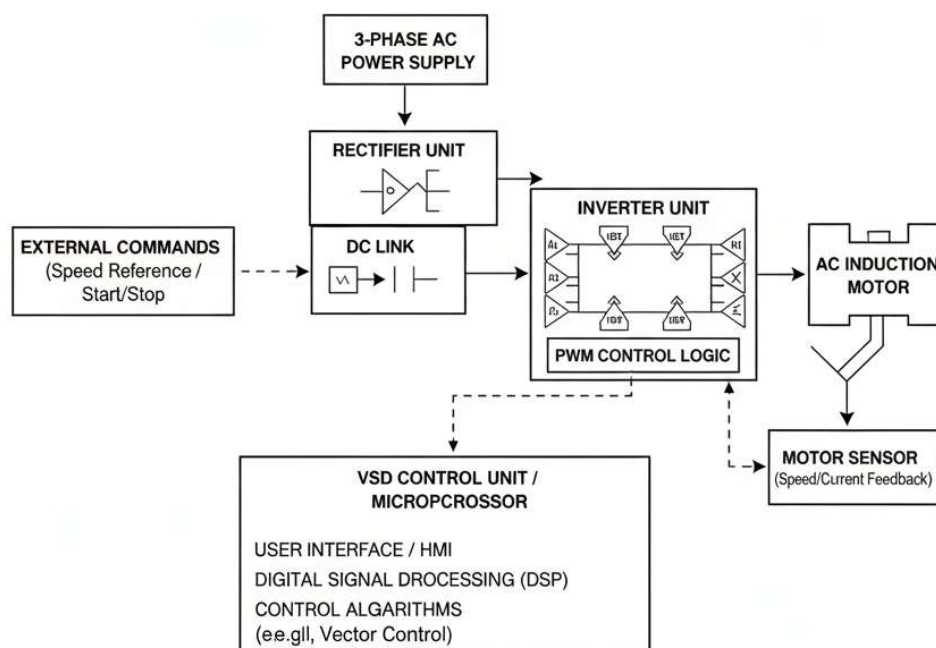 3-PHASE AC
POWER SUPPLY
RECTIFIER UNIT
DC LINK
EXTERNAL COMMANDS
(Speed Reference /
Start/Stop
INVERTER UNIT
PWM CONTROL LOGIC
AC INDUCTION
MOTOR
MOTOR SENSOR
(Speed/Current Feedback)
VSD CONTROL UNIT /
MICROPCROSSOR
USER INTERFACE / HMI
DIGITAL SIGNAL DROCESSING (DSP)
CONTROL ALGARITHMS
(e.e.gll, Vector Control)